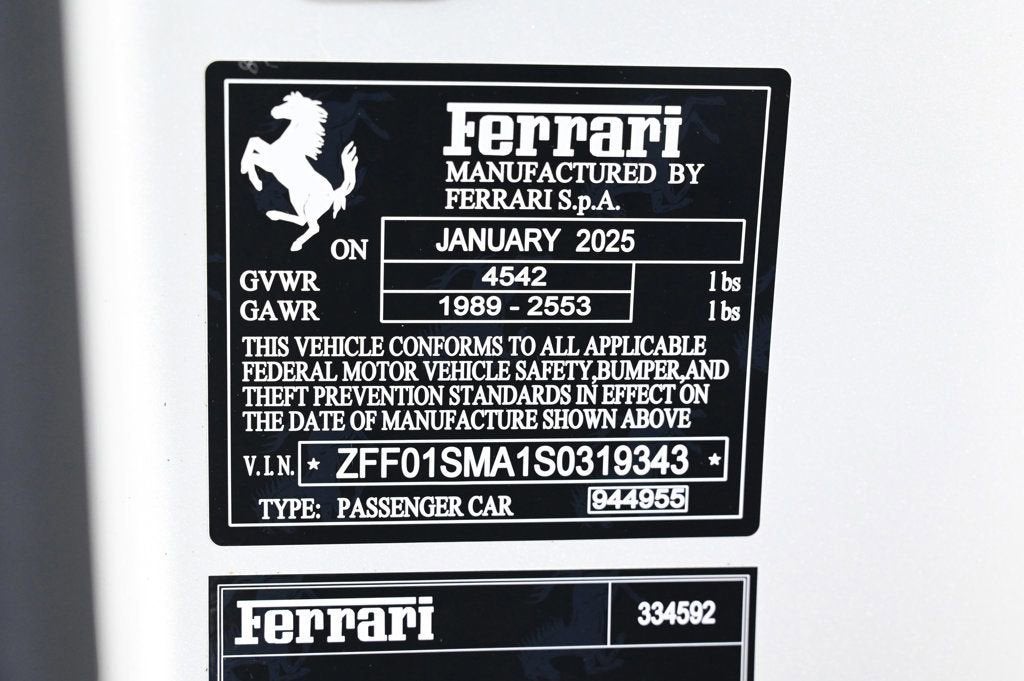 Ferrari
MANUFACTURED BY
FERRARI S.p.A.
ON JANUARY 2025
GVWR 4542 lbs
GAWR 1989 - 2553 lbs
THIS VEHICLE CONFORMS TO ALL APPLICABLE
FEDERAL MOTOR VEHICLE SAFETY,BUMPER,AND
THEFT PREVENTION STANDARDS IN EFFECT ON
THE DATE OF MANUFACTURE SHOWN ABOVE
V.I.N. * ZFF01SMA1S0319343 *
TYPE: PASSENGER CAR 944955
Ferrari 334592